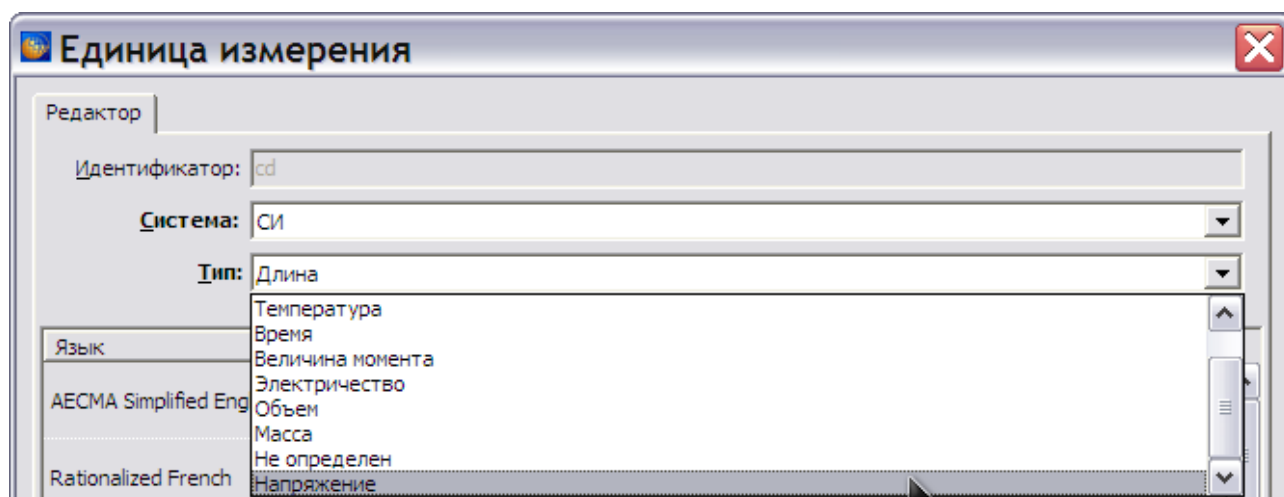 Единица измерения
Редактор
Идентификатор: cd
Система: СИ
Тип: Длина
Температура
Время
Величина момента
Электричество
Объем
Масса
Не определен
Напряжение
Язык
AECMA Simplified Eng
Rationalized French